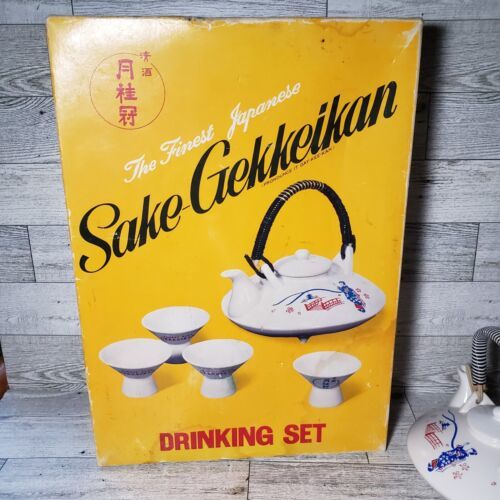 清酒
月桂冠
The Finest Japanese
Sake-Gekkeikan
DRINKING SET